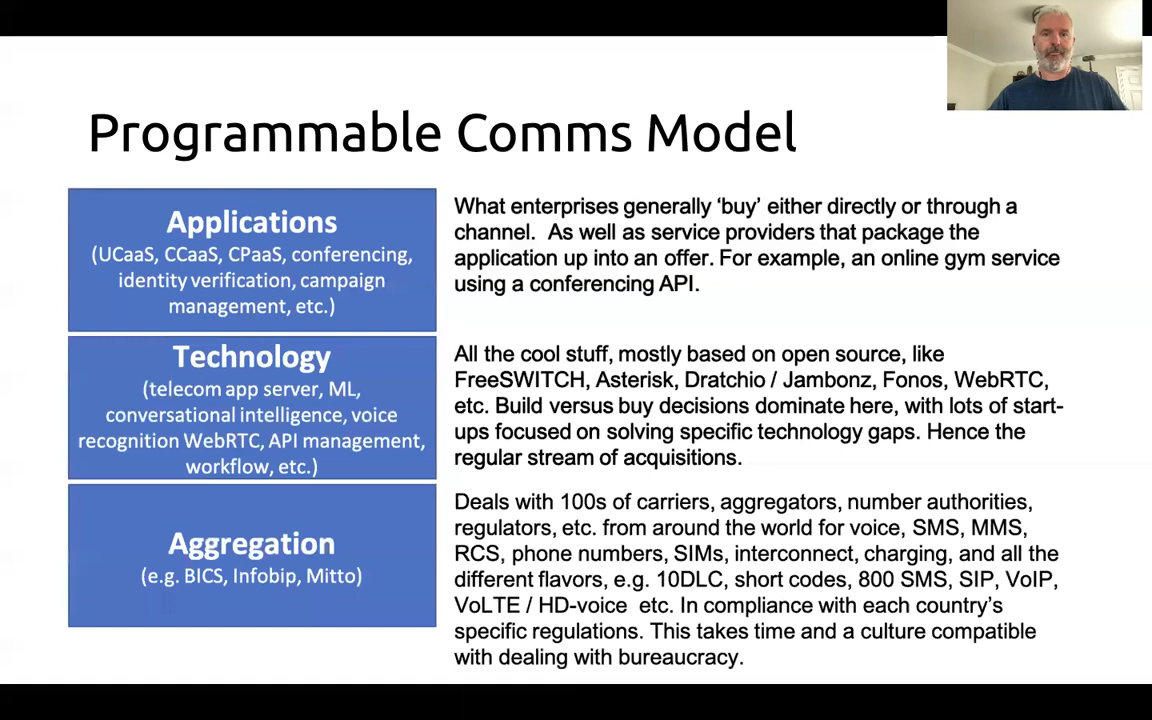 Programmable Comms Model
Applications
(UCaaS, CCaaS, CPaaS, conferencing,
identity verification, campaign
management, etc.)
What enterprises generally ‘buy’ either directly or through a
channel.  As well as service providers that package the
application up into an offer. For example, an online gym service
using a conferencing API.
Technology
(telecom app server, ML,
conversational intelligence, voice
recognition WebRTC, API management,
workflow, etc.)
All the cool stuff, mostly based on open source, like
FreeSWITCH, Asterisk, Dratchio / Jambonz, Fonos, WebRTC,
etc. Build versus buy decisions dominate here, with lots of start-
ups focused on solving specific technology gaps. Hence the
regular stream of acquisitions.
Aggregation
(e.g. BICS, Infobip, Mitto)
Deals with 100s of carriers, aggregators, number authorities,
regulators, etc. from around the world for voice, SMS, MMS,
RCS, phone numbers, SIMs, interconnect, charging, and all the
different flavors, e.g. 10DLC, short codes, 800 SMS, SIP, VoIP,
VoLTE / HD-voice  etc. In compliance with each country’s
specific regulations. This takes time and a culture compatible
with dealing with bureaucracy.